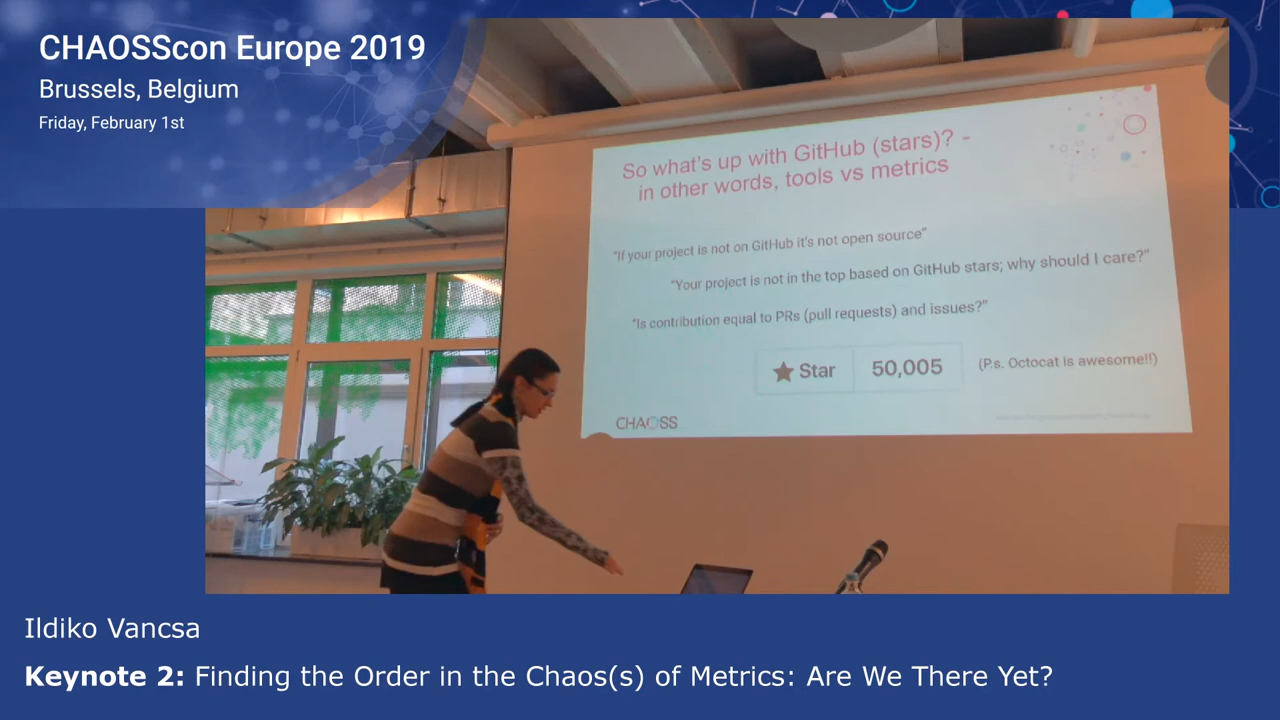 CHAOSScon Europe 2019
Brussels, Belgium
Friday, February 1st
So what's up with GitHub (stars)? -
in other words, tools vs metrics
"If your project is not on GitHub it's not open source"
"Your project is not in the top based on GitHub stars; why should I care?"
"Is contribution equal to PRs (pull requests) and issues?"
★ Star 50,005 (P.s. Octocat is awesome!!)
CHAOSS
Ildiko Vancsa
Keynote 2: Finding the Order in the Chaos(s) of Metrics: Are We There Yet?